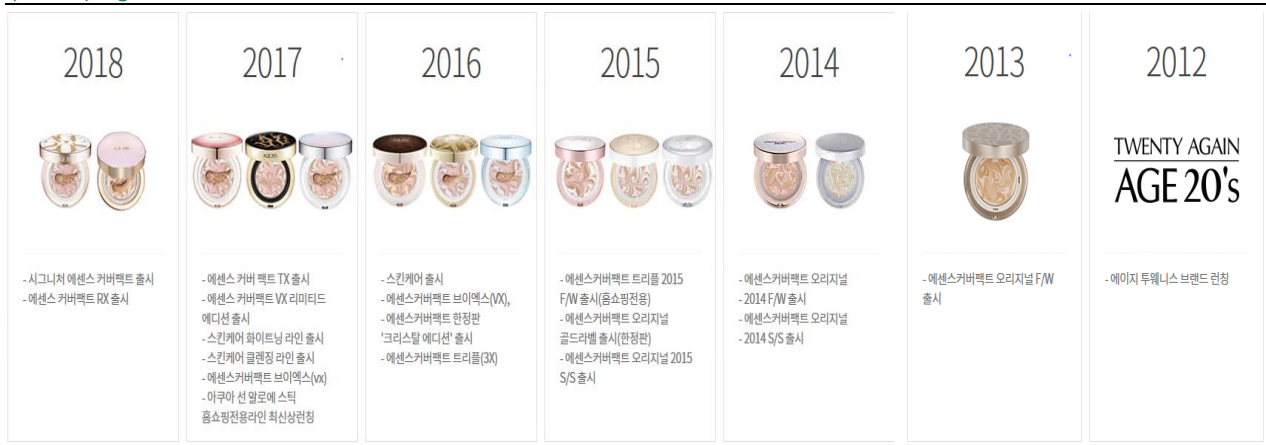 2018
- 시그니처 에센스 커버팩트 출시
- 에센스 커버팩트 RX 출시
2017
- 에센스 커버 팩트 TX 출시
- 에센스 커버팩트 VX 리미티드
에디션 출시
- 스킨케어 화이트닝 라인 출시
- 스킨케어 클렌징 라인 출시
- 에센스커버팩트 브이엑스(vx)
- 아쿠아 선 알로에 스틱
홈쇼핑전용라인 최신상런칭
2016
- 스킨케어 출시
- 에센스커버팩트 브이엑스(VX),
- 에센스커버팩트 한정판
'크리스탈 에디션' 출시
- 에센스커버팩트 트리플(3X)
2015
- 에센스커버팩트 트리플 2015
F/W 출시(홈쇼핑전용)
- 에센스커버팩트 오리지널
골드라벨 출시(한정판)
- 에센스커버팩트 오리지널 2015
S/S 출시
2014
- 에센스커버팩트 오리지널
- 2014 F/W 출시
- 에센스커버팩트 오리지널
- 2014 S/S 출시
2013
- 에센스커버팩트 오리지널 F/W
출시
2012
TWENTY AGAIN
AGE 20's
- 에이지 투웨니스 브랜드 런칭